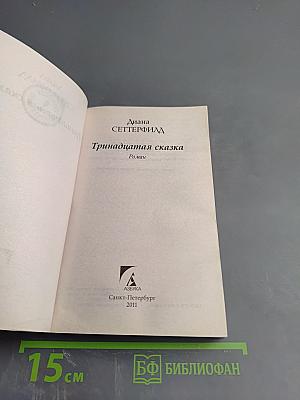 Диана
СЕТТЕРФИЛД
Тринадцатая сказка
Роман
АЗБУКА
Санкт-Петербург
2011
15 см
БФ БИБЛИОФАН